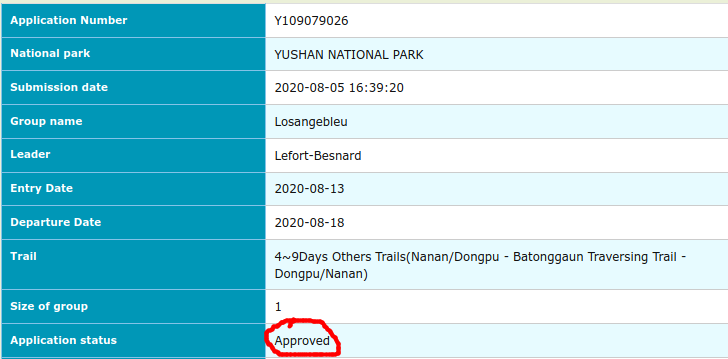 Application Number Y109079026
National park YUSHAN NATIONAL PARK
Submission date 2020-08-05 16:39:20
Group name Losangebleu
Leader Lefort-Besnard
Entry Date 2020-08-13
Departure Date 2020-08-18
Trail 4~9Days Others Trails(Nanan/Dongpu - Batonggaun Traversing Trail -
Dongpu/Nanan)
Size of group 1
Application status Approved